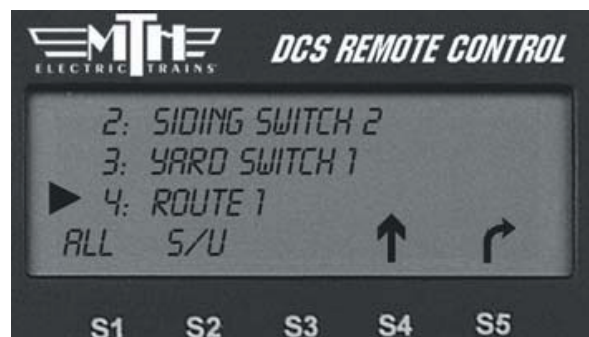 MTH
ELECTRIC TRAINS
DCS REMOTE CONTROL
2: SIDING SWITCH 2
3: YARD SWITCH 1
4: ROUTE 1
ALL S/U
S1 S2 S3 S4 S5